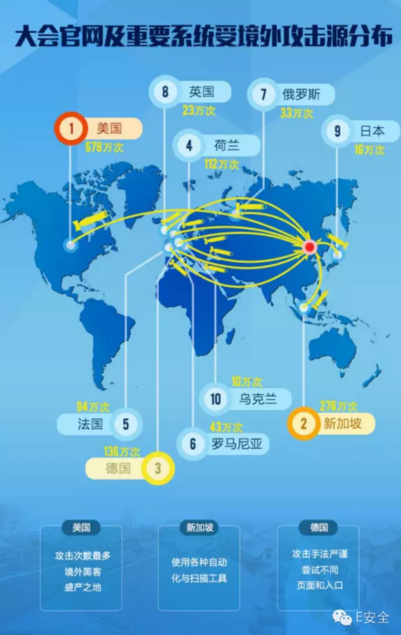 大会官网及重要系统受境外攻击源分布
8 英国
23万次
7 俄罗斯
33万次
1 美国
678万次
4 荷兰
112万次
9 日本
16万次
10万次
10 乌克兰
94万次
法国 5
43万次
6 罗马尼亚
276万次
2 新加坡
136万次
德国 3
美国
攻击次数最多
境外黑客
盛产之地
新加坡
使用各种自动
化与扫描工具
德国
攻击手法严谨
尝试不同
页面和入口
E安全